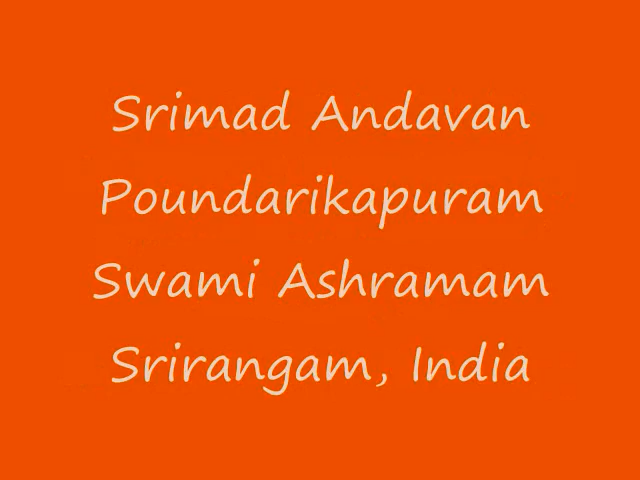 Srimad Andavan
Poundarikapuram
Swami Ashramam
Srirangam, India